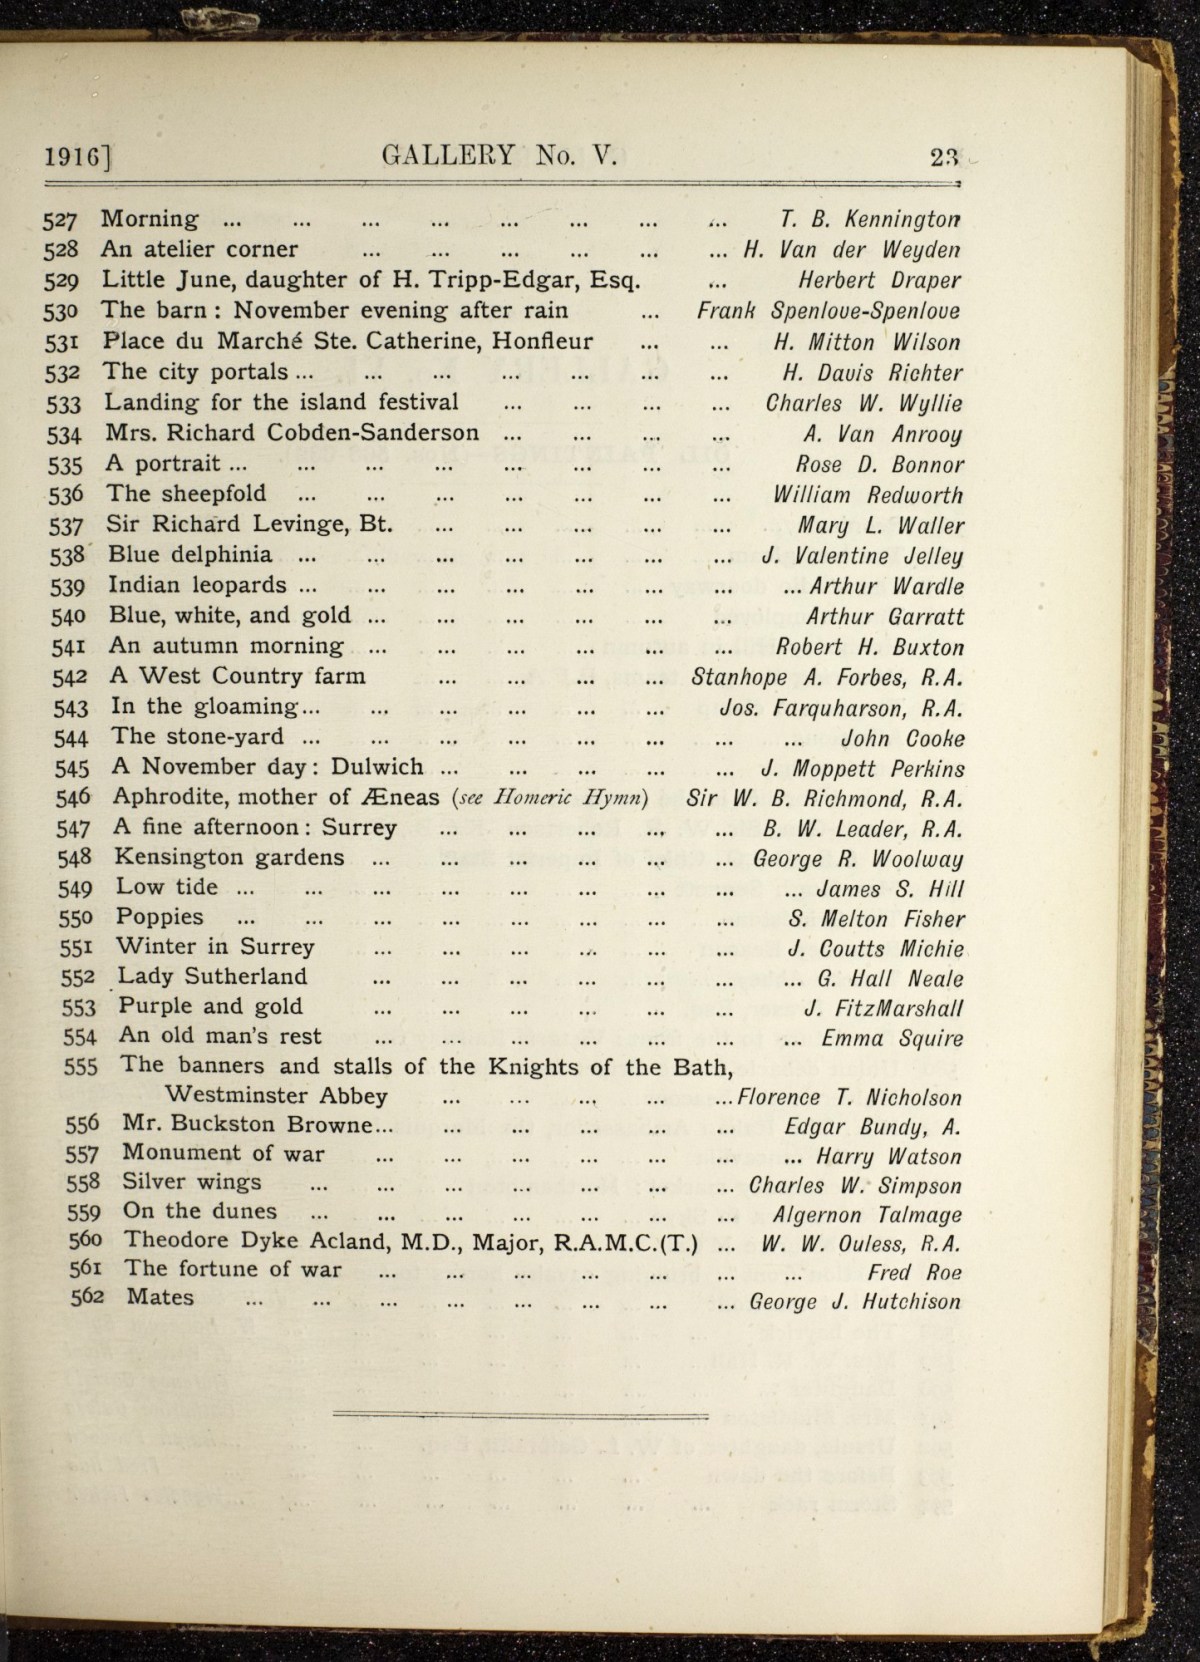 1916] GALLERY No. V. 23
527 Morning ... ... ... ... ... ... ... ... T. B. Kennington
528 An atelier corner ... ... ... ... ... ... H. Van der Weyden
529 Little June, daughter of H. Tripp-Edgar, Esq. ... Herbert Draper
530 The barn : November evening after rain ... Frank Spenlove-Spenlove
531 Place du Marché Ste. Catherine, Honfleur ... ... H. Mitton Wilson
532 The city portals ... ... ... ... ... ... ... H. Davis Richter
533 Landing for the island festival ... ... ... ... Charles W. Wyllie
534 Mrs. Richard Cobden-Sanderson ... ... ... ... A. Van Anrooy
535 A portrait ... ... ... ... ... ... ... ... Rose D. Bonnor
536 The sheepfold ... ... ... ... ... ... ... William Redworth
537 Sir Richard Levinge, Bt. ... ... ... ... ... Mary L. Waller
538 Blue delphinia ... ... ... ... ... ... ... J. Valentine Jelley
539 Indian leopards ... ... ... ... ... ... ... ... Arthur Wardle
540 Blue, white, and gold ... ... ... ... ... ... Arthur Garratt
541 An autumn morning ... ... ... ... ... ... Robert H. Buxton
542 A West Country farm ... ... ... ... Stanhope A. Forbes, R.A.
543 In the gloaming ... ... ... ... ... ... Jos. Farquharson, R.A.
544 The stone-yard ... ... ... ... ... ... ... ... John Cooke
545 A November day : Dulwich ... ... ... ... ... J. Moppett Perkins
546 Aphrodite, mother of Æneas (see Homeric Hymn) Sir W. B. Richmond, R.A.
547 A fine afternoon : Surrey ... ... ... ... ... B. W. Leader, R.A.
548 Kensington gardens ... ... ... ... ... ... George R. Woolway
549 Low tide ... ... ... ... ... ... ... ... ... James S. Hill
550 Poppies ... ... ... ... ... ... ... ... S. Melton Fisher
551 Winter in Surrey ... ... ... ... ... ... J. Coutts Michie
552 Lady Sutherland ... ... ... ... ... ... ... G. Hall Neale
553 Purple and gold ... ... ... ... ... ... J. FitzMarshall
554 An old man's rest ... ... ... ... ... ... ... Emma Squire
555 The banners and stalls of the Knights of the Bath,
Westminster Abbey ... ... ... ... ... Florence T. Nicholson
556 Mr. Buckston Browne ... ... ... ... ... ... Edgar Bundy, A.
557 Monument of war ... ... ... ... ... ... ... Harry Watson
558 Silver wings ... ... ... ... ... ... ... Charles W. Simpson
559 On the dunes ... ... ... ... ... ... ... Algernon Talmage
560 Theodore Dyke Acland, M.D., Major, R.A.M.C.(T.) ... W. W. Ouless, R.A.
561 The fortune of war ... ... ... ... ... ... ... Fred Roe
562 Mates ... ... ... ... ... ... ... ... George J. Hutchison